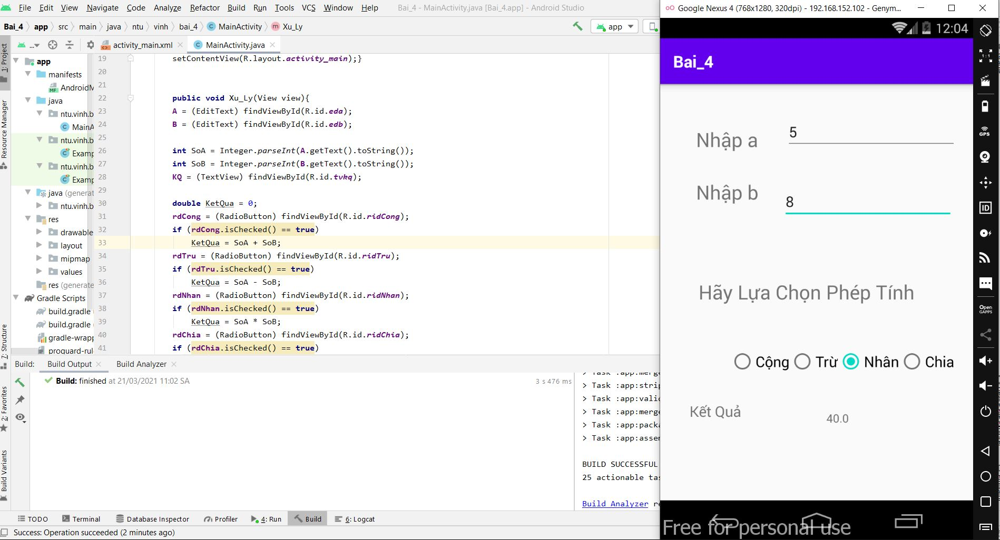 File Edit View Navigate Code Analyze Refactor Build Run Tools VCS Window Help Bai_4 - MainActivity.java [Bai_4.app] - Android Studio
Bai_4 app src main java ntu vinh bai_4 MainActivity Xu_Ly app
... activity_main.xml MainActivity.java
1: Project
Resource Manager
7: Structure
2: Favorites
Build Variants
app
manifests
AndroidM
java
ntu.vinh.b
MainA
ntu.vinh.b
Examp
ntu.vinh.b
Examp
java (generat
ntu.vinh.b
res
drawable
layout
mipmap
values
res (generate
Gradle Scripts
build.gradle
build.gradle
gradle-wrapp
proguard-rul
19 setContentView(R.layout.activity_main);}
20
21
22 public void Xu_Ly(View view){
23 A = (EditText) findViewById(R.id.eda);
24 B = (EditText) findViewById(R.id.edb);
25
26 int SoA = Integer.parseInt(A.getText().toString());
27 int SoB = Integer.parseInt(B.getText().toString());
28 KQ = (TextView) findViewById(R.id.tvkq);
29
30 double KetQua = 0;
31 rdCong = (RadioButton) findViewById(R.id.ridCong);
32 if (rdCong.isChecked() == true)
33 KetQua = SoA + SoB;
34 rdTru = (RadioButton) findViewById(R.id.ridTru);
35 if (rdTru.isChecked() == true)
36 KetQua = SoA - SoB;
37 rdNhan = (RadioButton) findViewById(R.id.ridNhan);
38 if (rdNhan.isChecked() == true)
39 KetQua = SoA * SoB;
40 rdChia = (RadioButton) findViewById(R.id.ridChia);
41 if (rdChia.isChecked() == true)
Build: Build Output Build Analyzer
Build: finished at 21/03/2021 11:02 SA 3 s 476 ms
> Task :app:merge
> Task :app:strip
> Task :app:valid
> Task :app:merge
> Task :app:packa
> Task :app:assem
BUILD SUCCESSFUL
25 actionable tas
Build Analyzer re
TODO Terminal Database Inspector Profiler 4: Run Build 6: Logcat
Success: Operation succeeded (2 minutes ago)
Google Nexus 4 (768x1280, 320dpi) - 192.168.152.102 - Genym...
12:04
Bai_4
Nhập a 5
Nhập b 8
Hãy Lựa Chọn Phép Tính
Cộng Trừ Nhân Chia
Kết Quả 40.0
Free for personal use
1:1
GPS
ID
Open
GAPPS